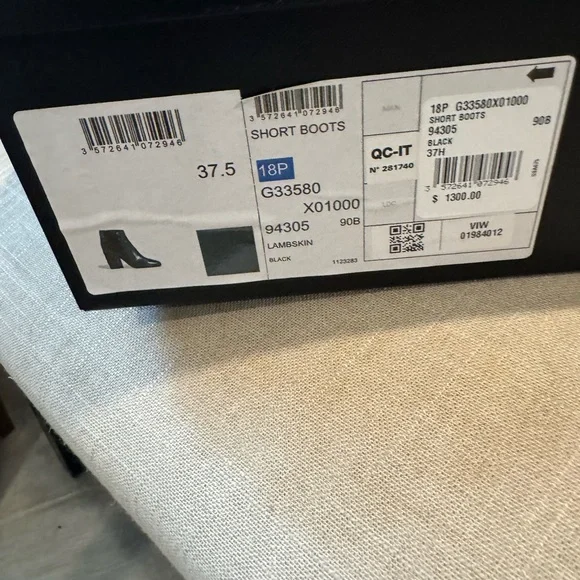 3 572641 072946
37.5
3 572641 072946
SHORT BOOTS
18P
G33580
X01000
94305 90B
LAMBSKIN
BLACK 1123283
QC-IT
N° 281740
LOC.
18P G33580X01000
SHORT BOOTS
94305 90B
BLACK
37H
3 572641 072946
$ 1300.00
VIW
01984012